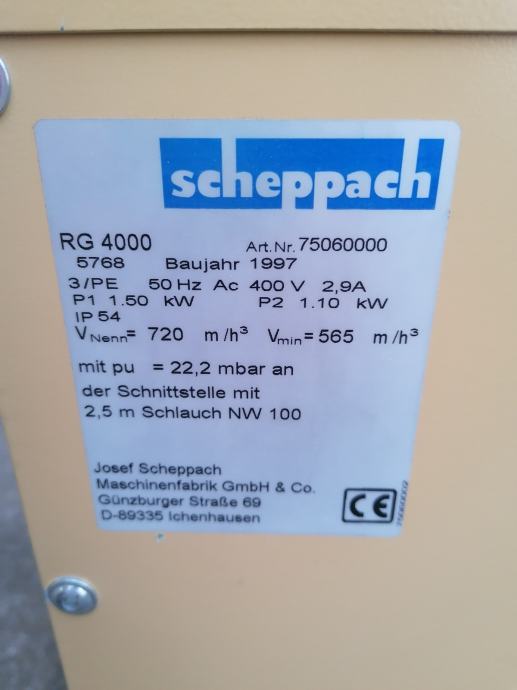 scheppach
RG 4000 Art.Nr. 75060000
5768 Baujahr 1997
3/PE 50 Hz Ac 400 V 2,9A
P1 1.50 kW P2 1.10 kW
IP 54
VNenn= 720 m/h³ Vmin= 565 m/h³
mit pu = 22,2 mbar an
der Schnittstelle mit
2,5 m Schlauch NW 100
Josef Scheppach
Maschinenfabrik GmbH & Co.
Günzburger Straße 69
D-89335 Ichenhausen
CE